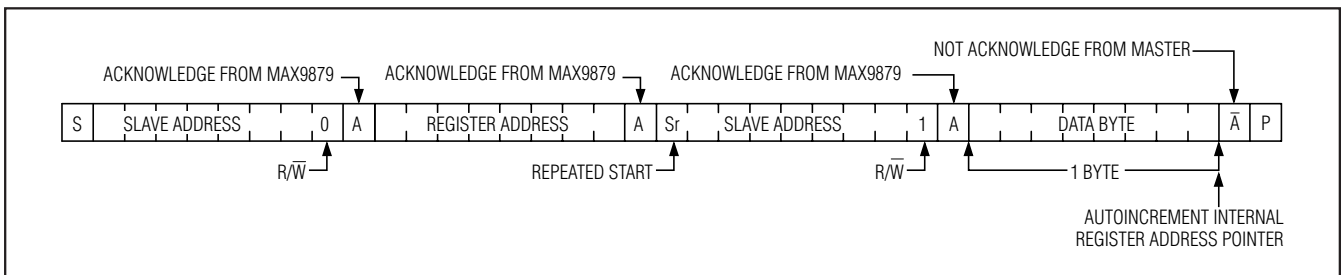 NOT ACKNOWLEDGE FROM MASTER
ACKNOWLEDGE FROM MAX9879 ACKNOWLEDGE FROM MAX9879 ACKNOWLEDGE FROM MAX9879
S SLAVE ADDRESS 0 A REGISTER ADDRESS A Sr SLAVE ADDRESS 1 A DATA BYTE A̅ P
R/W̅ REPEATED START R/W̅ 1 BYTE
AUTOINCREMENT INTERNAL
REGISTER ADDRESS POINTER